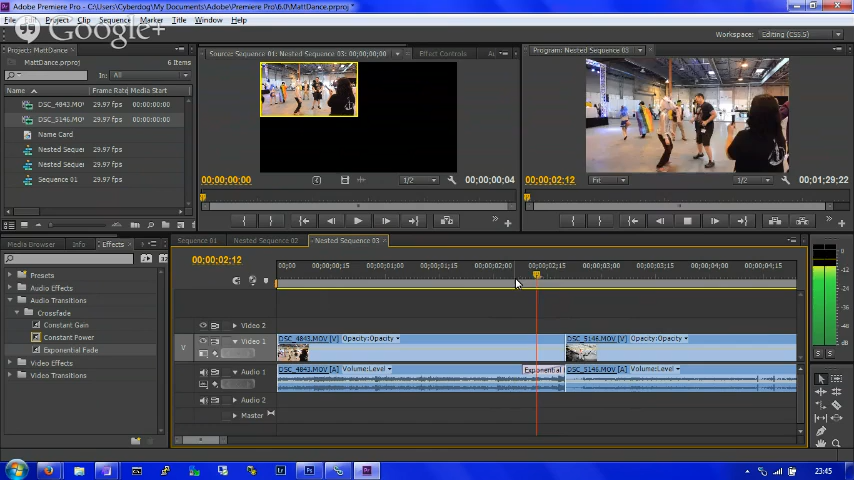 Adobe Premiere Pro - C:\Users\Cyberdog\My Documents\Adobe\Premiere Pro\6.0\MattDance.prproj *
File Edit Project Clip Sequence Marker Title Window Help
Google+
Workspace: Editing (CS5.5)
Project: MattDance
MattDance.prproj
6 Items
In: All
Name
Frame Rate
Media Start
DSC_4843.MOV 29.97 fps 00:00:00:00
DSC_5146.MOV 29.97 fps 00:00:00:00
Name Card
Nested Sequen 29.97 fps
Nested Sequen 29.97 fps
Sequence 01 29.97 fps
Source: Sequence 01: Nested Sequence 03: 00:00:00:00
Effect Controls
00:00:00:00
1/2
00:00:00:04
Program: Nested Sequence 03
00:00:02:12
Fit
1/2
00:01:29:22
Media Browser
Info
Effects
Presets
Audio Effects
Audio Transitions
Crossfade
Constant Gain
Constant Power
Exponential Fade
Video Effects
Video Transitions
Sequence 01
Nested Sequence 02
Nested Sequence 03
00:00:02:12
00:00 00:00:00:15 00:00:01:00 00:00:01:15 00:00:02:00 00:00:02:15 00:00:03:00 00:00:03:15 00:00:04:00 00:00:04:15
Video 2
V
Video 1
DSC_4843.MOV [V] Opacity:Opacity
DSC_5146.MOV [V] Opacity:Opacity
Audio 1
DSC_4843.MOV [A] Volume:Level
Exponential
DSC_5146.MOV [A] Volume:Level
Audio 2
Master
0
S S
23:45